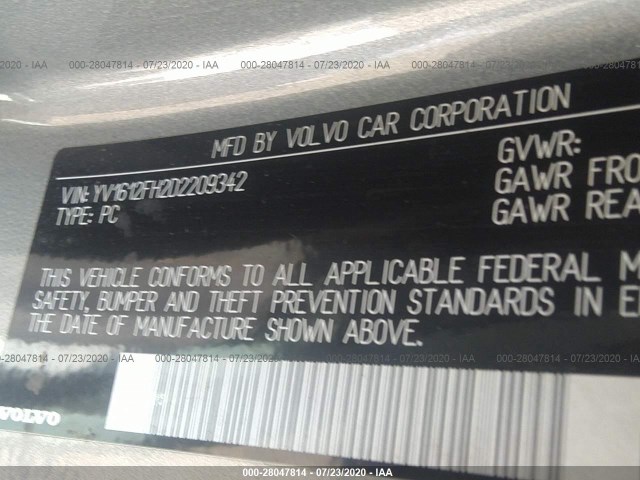 000-28047814 - 07/23/2020 - IAA
MFD BY VOLVO CAR CORPORATION
VIN: YV1612FH2D2209342
TYPE: PC
GVWR:
GAWR FRO
GAWR REA
THIS VEHICLE CONFORMS TO ALL APPLICABLE FEDERAL M
SAFETY, BUMPER AND THEFT PREVENTION STANDARDS IN E
THE DATE OF MANUFACTURE SHOWN ABOVE.
000-28047814 - 07/23/2020 - IAA
VOLVO
000-28047814 - 07/23/2020 - IAA